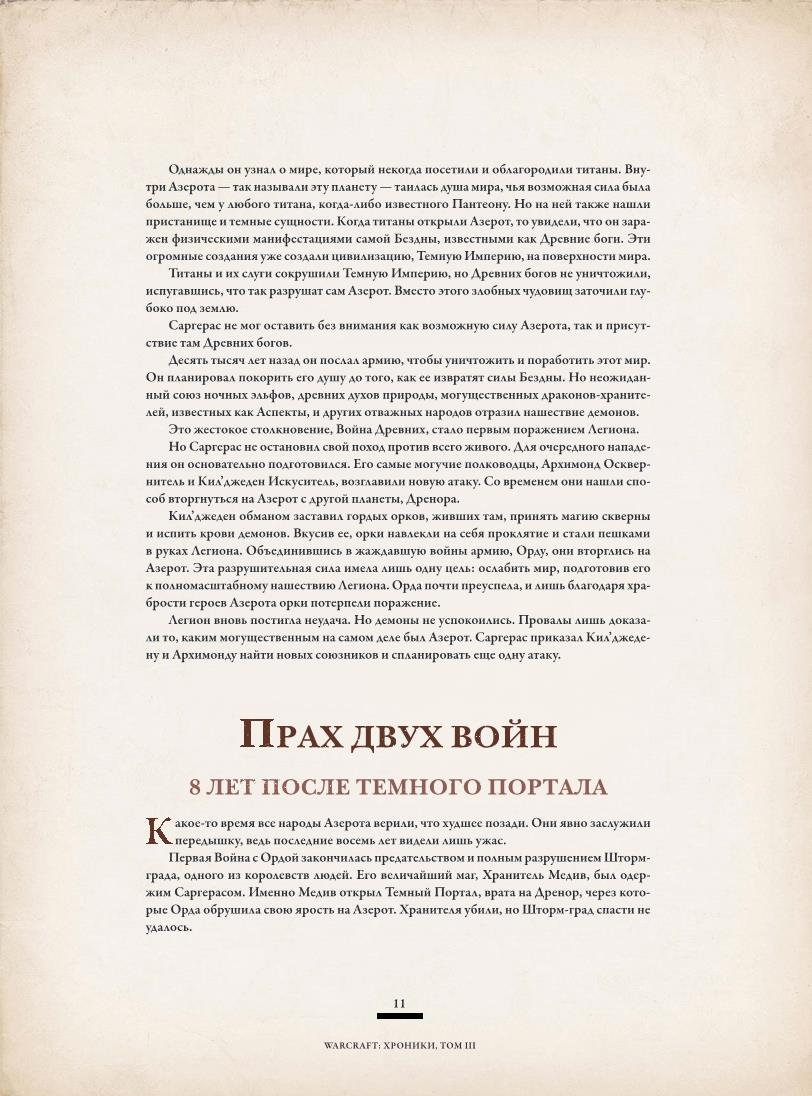 Однажды он узнал о мире, который некогда посетили и облагородили титаны. Вну-
три Азерота — так называли эту планету — таилась душа мира, чья возможная сила была
больше, чем у любого титана, когда-либо известного Пантеону. Но на ней также нашли
пристанище и темные сущности. Когда титаны открыли Азерот, то увидели, что он зара-
жен физическими манифестациями самой Бездны, известными как Древние боги. Эти
огромные создания уже создали цивилизацию, Темную Империю, на поверхности мира.
Титаны и их слуги сокрушили Темную Империю, но Древних богов не уничтожили,
испугавшись, что так разрушат сам Азерот. Вместо этого злобных чудовищ заточили глу-
боко под землю.
Саргерас не мог оставить без внимания как возможную силу Азерота, так и присут-
ствие там Древних богов.
Десять тысяч лет назад он послал армию, чтобы уничтожить и поработить этот мир.
Он планировал покорить его душу до того, как ее извратят силы Бездны. Но неожидан-
ный союз ночных эльфов, древних духов природы, могущественных драконов-храните-
лей, известных как Аспекты, и других отважных народов отразил нашествие демонов.
Это жестокое столкновение, Война Древних, стало первым поражением Легиона.
Но Саргерас не остановил свой поход против всего живого. Для очередного нападе-
ния он основательно подготовился. Его самые могучие полководцы, Архимонд Осквер-
нитель и Кил’джеден Искуситель, возглавили новую атаку. Со временем они нашли спо-
соб вторгнуться на Азерот с другой планеты, Дренора.
Кил’джеден обманом заставил гордых орков, живших там, принять магию скверны
и испить крови демонов. Вкусив ее, орки навлекли на себя проклятие и стали пешками
в руках Легиона. Объединившись в жаждавшую войны армию, Орду, они вторглись на
Азерот. Эта разрушительная сила имела лишь одну цель: ослабить мир, подготовив его
к полномасштабному нашествию Легиона. Орда почти преуспела, и лишь благодаря хра-
брости героев Азерота орки потерпели поражение.
Легион вновь постигла неудача. Но демоны не успокоились. Провалы лишь доказа-
ли то, каким могущественным на самом деле был Азерот. Саргерас приказал Кил’джеде-
ну и Архимонду найти новых союзников и спланировать еще одну атаку.
Прах двух войн
8 лет после Темного Портала
Какое-то время все народы Азерота верили, что худшее позади. Они явно заслужили
передышку, ведь последние восемь лет видели лишь ужас.
Первая Война с Ордой закончилась предательством и полным разрушением Шторм-
града, одного из королевств людей. Его величайший маг, Хранитель Медив, был одер-
жим Саргерасом. Именно Медив открыл Темный Портал, врата на Дренор, через кото-
рые Орда обрушила свою ярость на Азерот. Хранителя убили, но Шторм-град спасти не
удалось.
11
WARCRAFT: ХРОНИКИ, ТОМ III